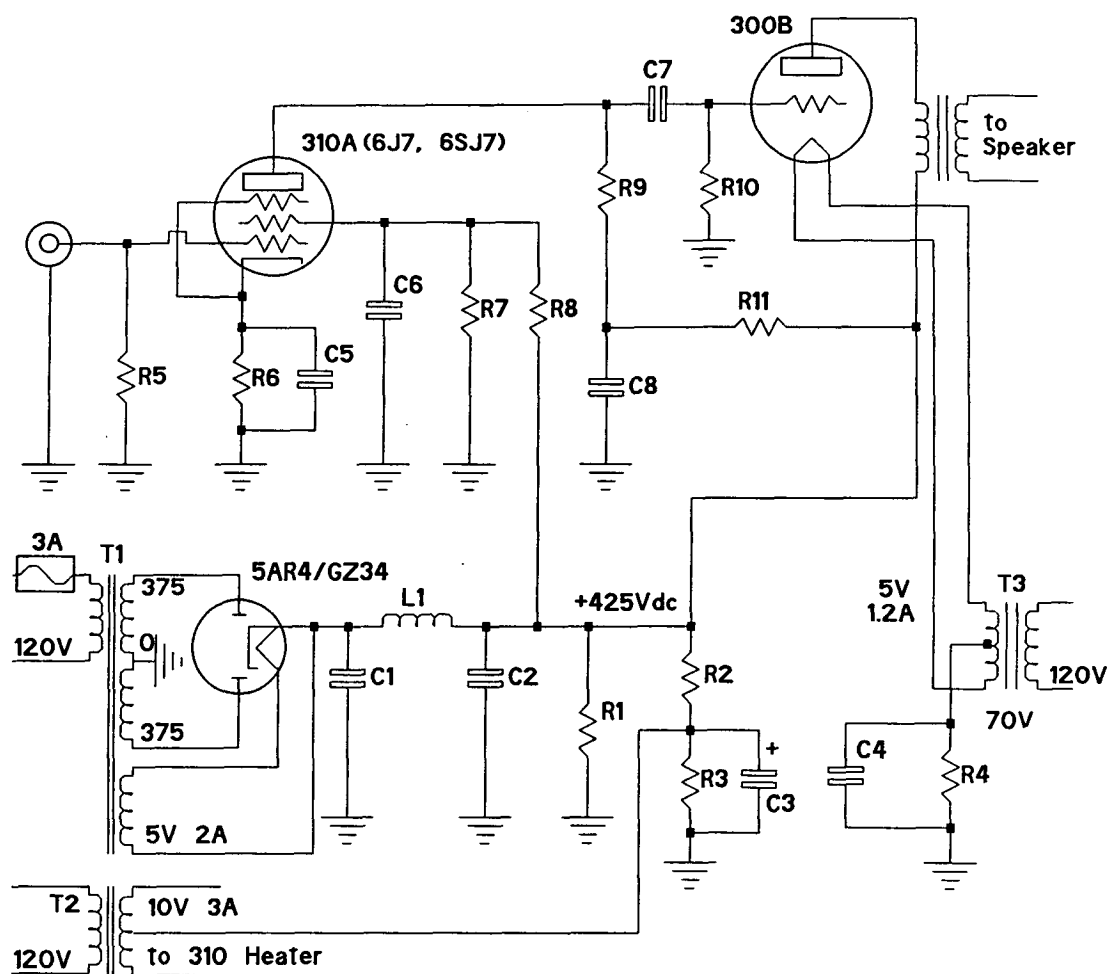 300B
C7
310A (6J7, 6SJ7)
to
Speaker
R9
R10
C6
R7
R8
R11
R5
R6
C5
C8
3A
T1
375
5AR4/GZ34
L1
+425Vdc
5V
1.2A
T3
120V
0
C1
C2
R2
R1
120V
375
70V
+
C4
R3
C3
R4
5V 2A
T2
10V 3A
120V
to 310 Heater